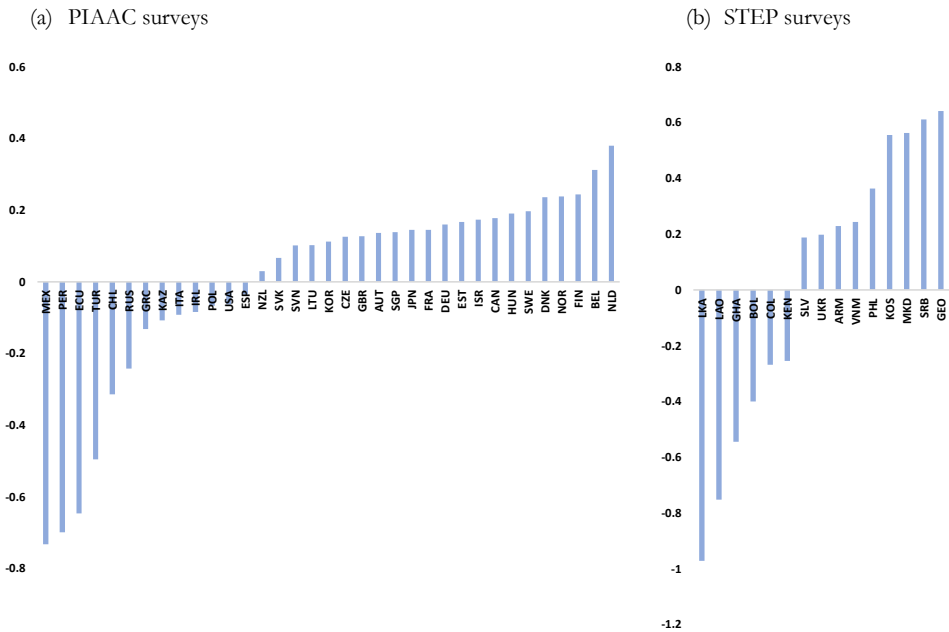 (a) PIAAC surveys
0.6
0.4
0.2
0
-0.2
-0.4
-0.6
-0.8
MEX
PER
ECU
TUR
CHL
RUS
GRC
KAZ
ITA
IRL
POL
USA
ESP
NZL
SVK
SVN
LTU
KOR
CZE
GBR
AUT
SGP
JPN
FRA
DEU
EST
ISR
CAN
HUN
SWE
DNK
NOR
FIN
BEL
NLD
(b) STEP surveys
0.8
0.6
0.4
0.2
0
-0.2
-0.4
-0.6
-0.8
-1
-1.2
LKA
LAO
GHA
BOL
COL
KEN
SLV
UKR
ARM
VNM
PHL
KOS
MKD
SRB
GEO